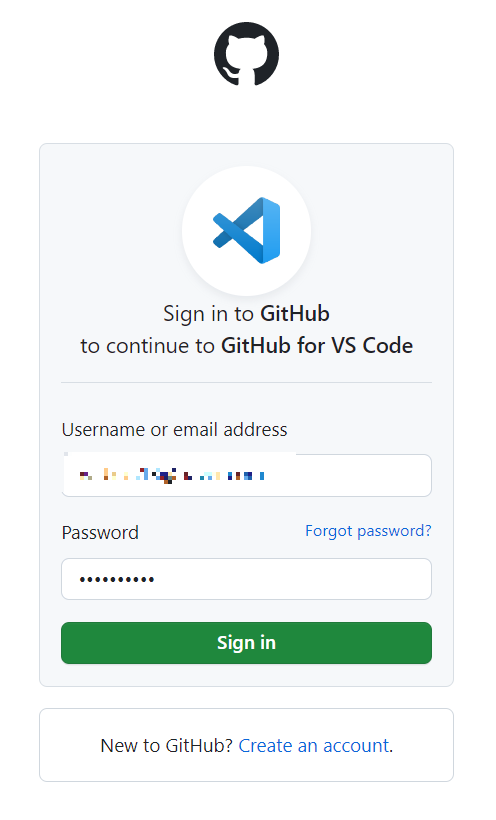 Sign in to GitHub
to continue to GitHub for VS Code
Username or email address
Password Forgot password?
••••••••••
Sign in
New to GitHub? Create an account.